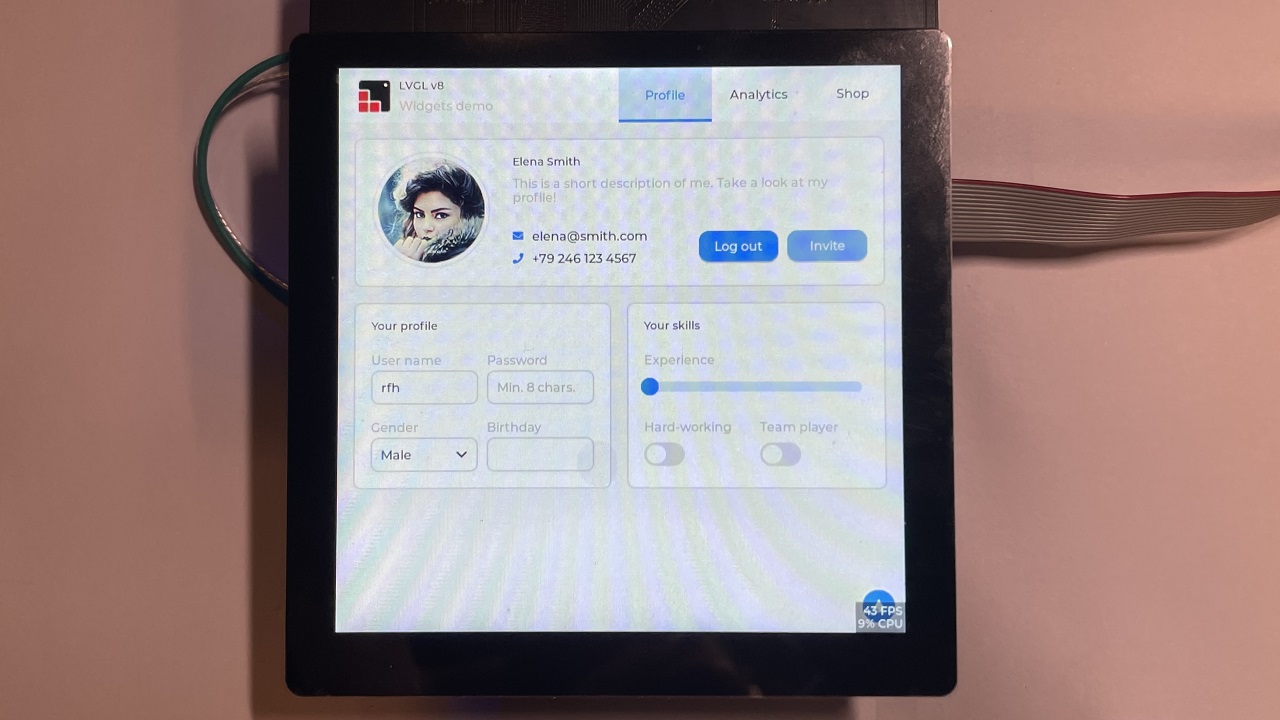 LVGL v8
Widgets demo
Profile
Analytics
Shop
Elena Smith
This is a short description of me. Take a look at my
profile!
elena@smith.com
+79 246 123 4567
Log out
Invite
Your profile
User name
Password
rfh
Min. 8 chars.
Gender
Birthday
Male
Your skills
Experience
Hard-working
Team player
43 FPS
9% CPU